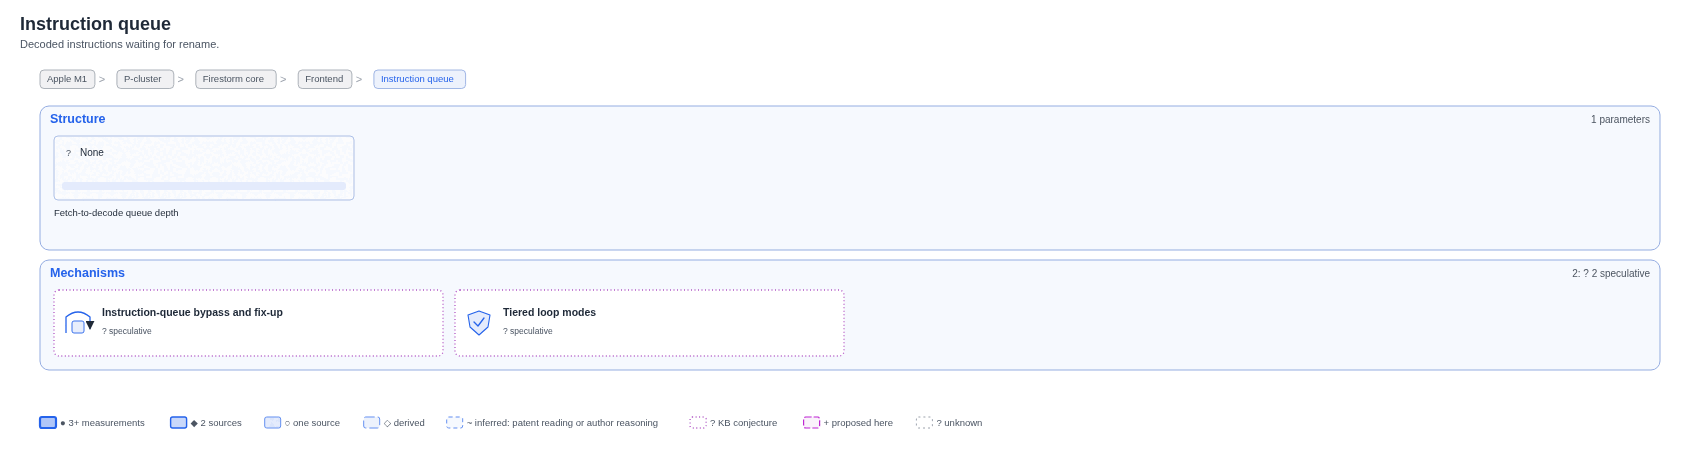 Instruction queue
Decoded instructions waiting for rename.
Apple M1 > P-cluster > Firestorm core > Frontend > Instruction queue
Structure
1 parameters
? None
Fetch-to-decode queue depth
Mechanisms
2: ? 2 speculative
Instruction-queue bypass and fix-up
? speculative
Tiered loop modes
? speculative
● 3+ measurements ◆ 2 sources ○ one source ◇ derived ~ inferred: patent reading or author reasoning ? KB conjecture + proposed here ? unknown